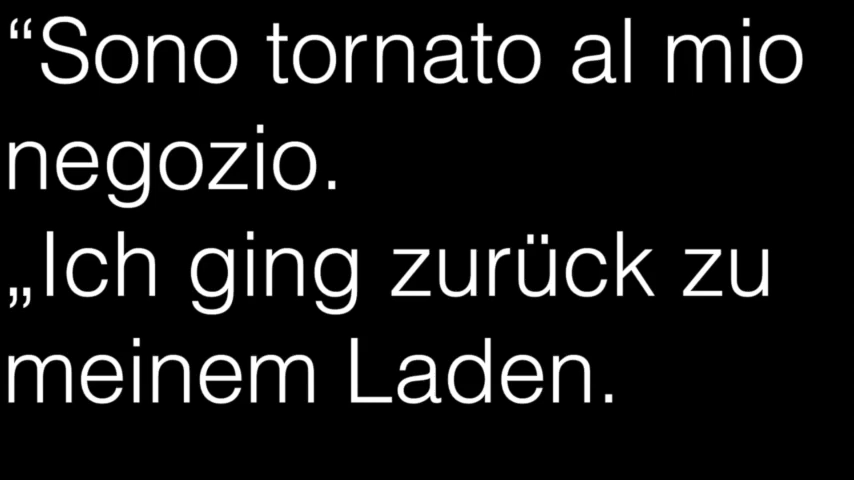 “Sono tornato al mio
negozio.
„Ich ging zurück zu
meinem Laden.